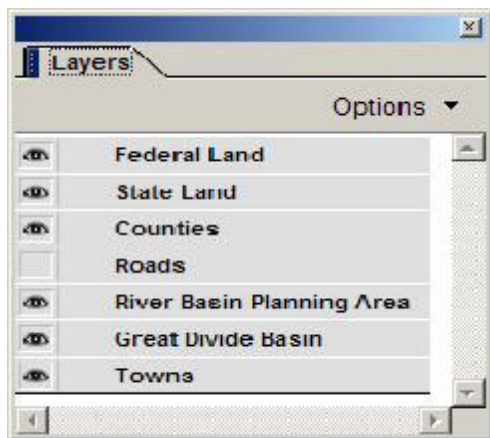 Layers
Options
Federal Land
State Land
Counties
Roads
River Basin Planning Area
Great Divide Basin
Towns